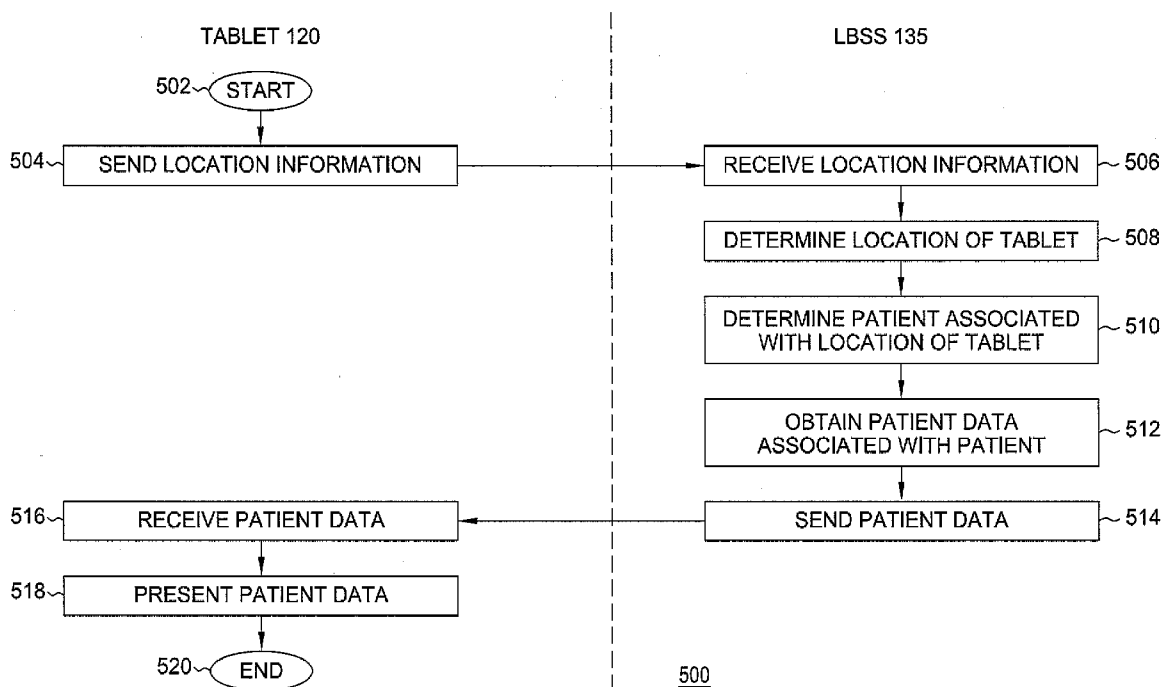 TABLET 120
LBSS 135
502
START
504
SEND LOCATION INFORMATION
RECEIVE LOCATION INFORMATION
506
DETERMINE LOCATION OF TABLET
508
DETERMINE PATIENT ASSOCIATED
WITH LOCATION OF TABLET
510
OBTAIN PATIENT DATA
ASSOCIATED WITH PATIENT
512
516
RECEIVE PATIENT DATA
SEND PATIENT DATA
514
518
PRESENT PATIENT DATA
520
END
500